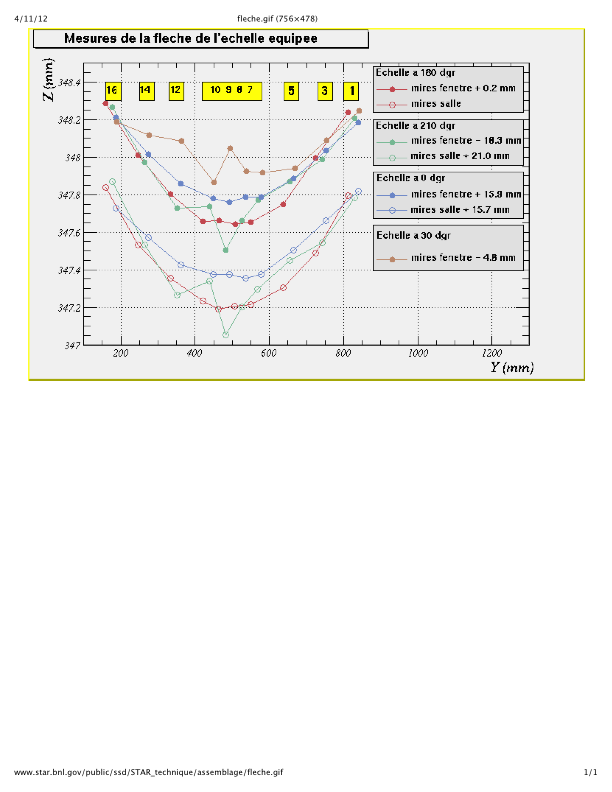 4/11/12 fleche.gif (756×478)
Mesures de la fleche de l'echelle equipee
Z (mm)
348.4
348.2
348
347.8
347.6
347.4
347.2
347
16 14 12 10 9 8 7 5 3 1
Echelle a 180 dgr
mires fenetre + 0.2 mm
mires salle
Echelle a 210 dgr
mires fenetre - 16.3 mm
mires salle + 21.0 mm
Echelle a 0 dgr
mires fenetre + 15.9 mm
mires salle + 15.7 mm
Echelle a 30 dgr
mires fenetre - 4.8 mm
200 400 600 800 1000 1200
Y (mm)
www.star.bnl.gov/public/ssd/STAR_technique/assemblage/fleche.gif 1/1